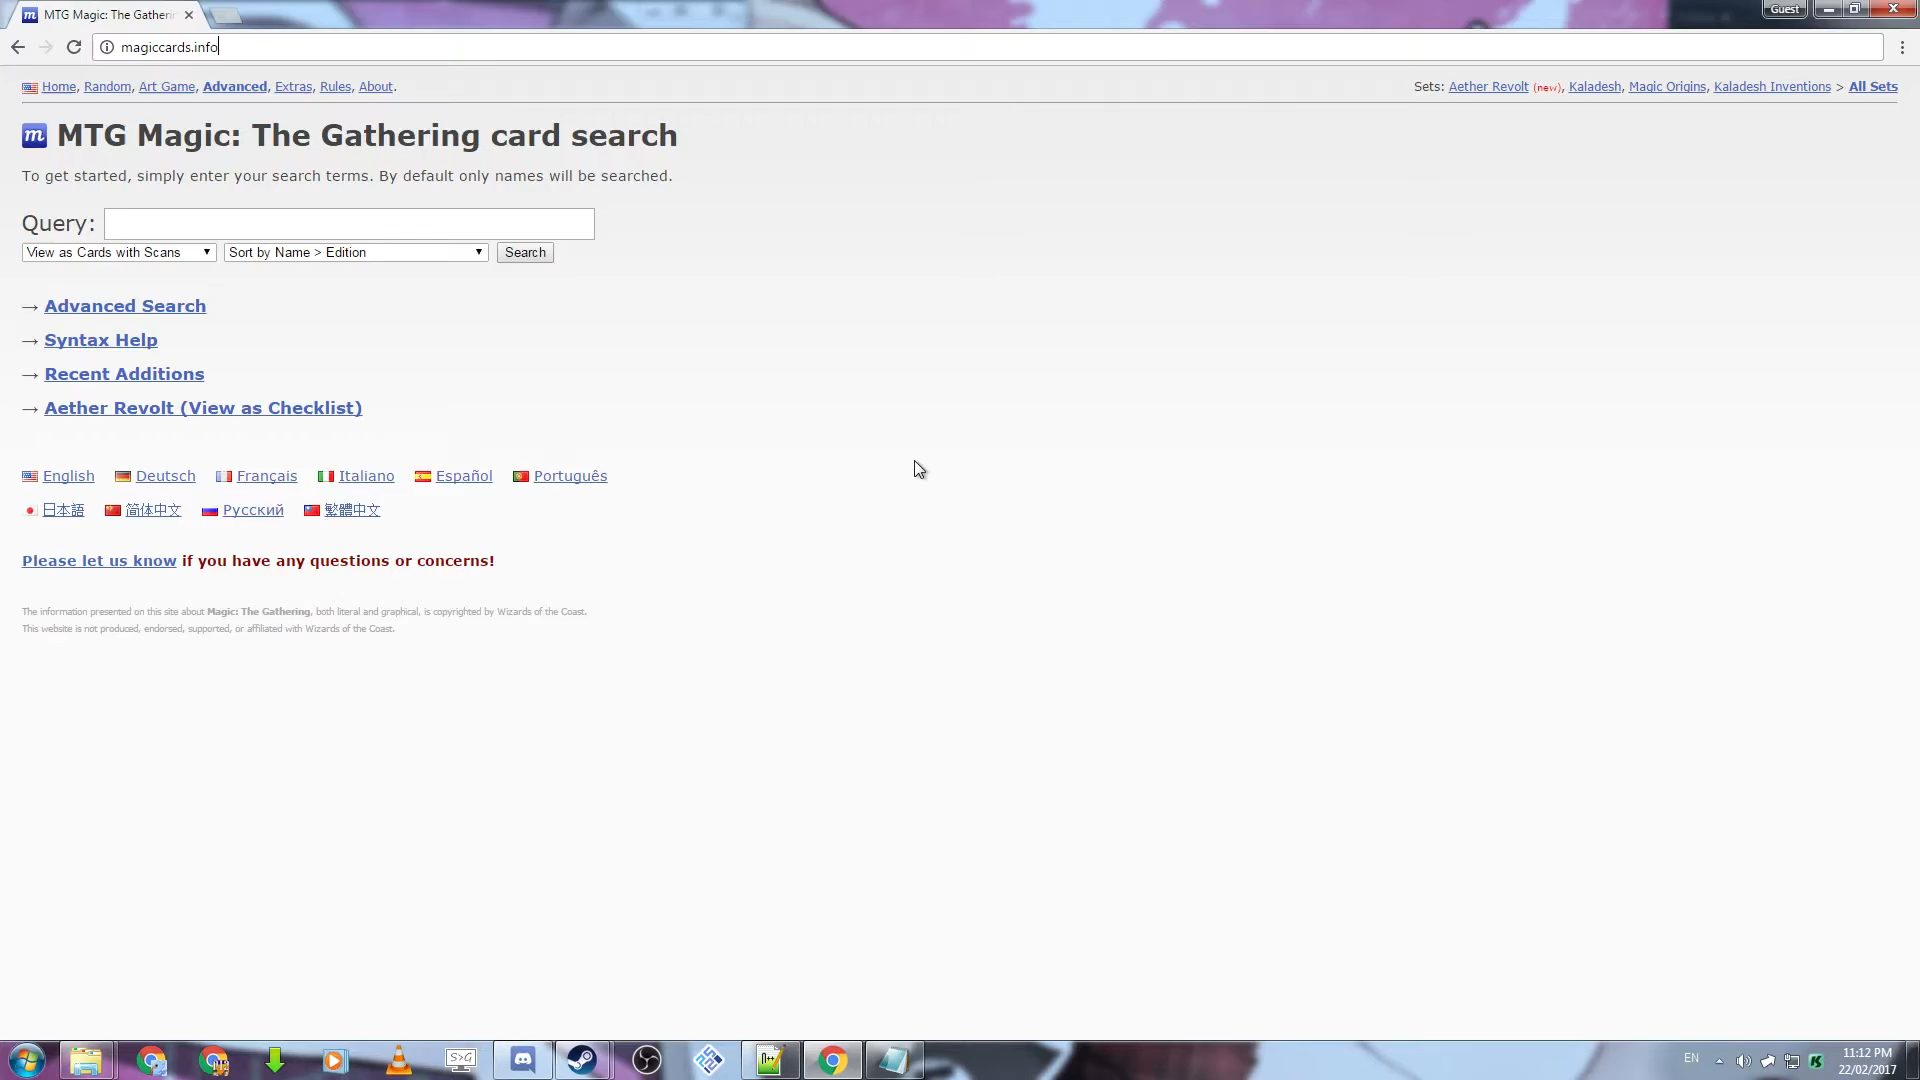 MTG Magic: The Gatherin
Guest
magiccards.info
Home, Random, Art Game, Advanced, Extras, Rules, About.
Sets: Aether Revolt (new), Kaladesh, Magic Origins, Kaladesh Inventions > All Sets
m MTG Magic: The Gathering card search
To get started, simply enter your search terms. By default only names will be searched.
Query:
View as Cards with Scans
Sort by Name > Edition
Search
→ Advanced Search
→ Syntax Help
→ Recent Additions
→ Aether Revolt (View as Checklist)
English Deutsch Français Italiano Español Português
日本語 简体中文 Русский 繁體中文
Please let us know if you have any questions or concerns!
The information presented on this site about Magic: The Gathering, both literal and graphical, is copyrighted by Wizards of the Coast.
This website is not produced, endorsed, supported, or affiliated with Wizards of the Coast.
S>G
EN
11:12 PM
22/02/2017